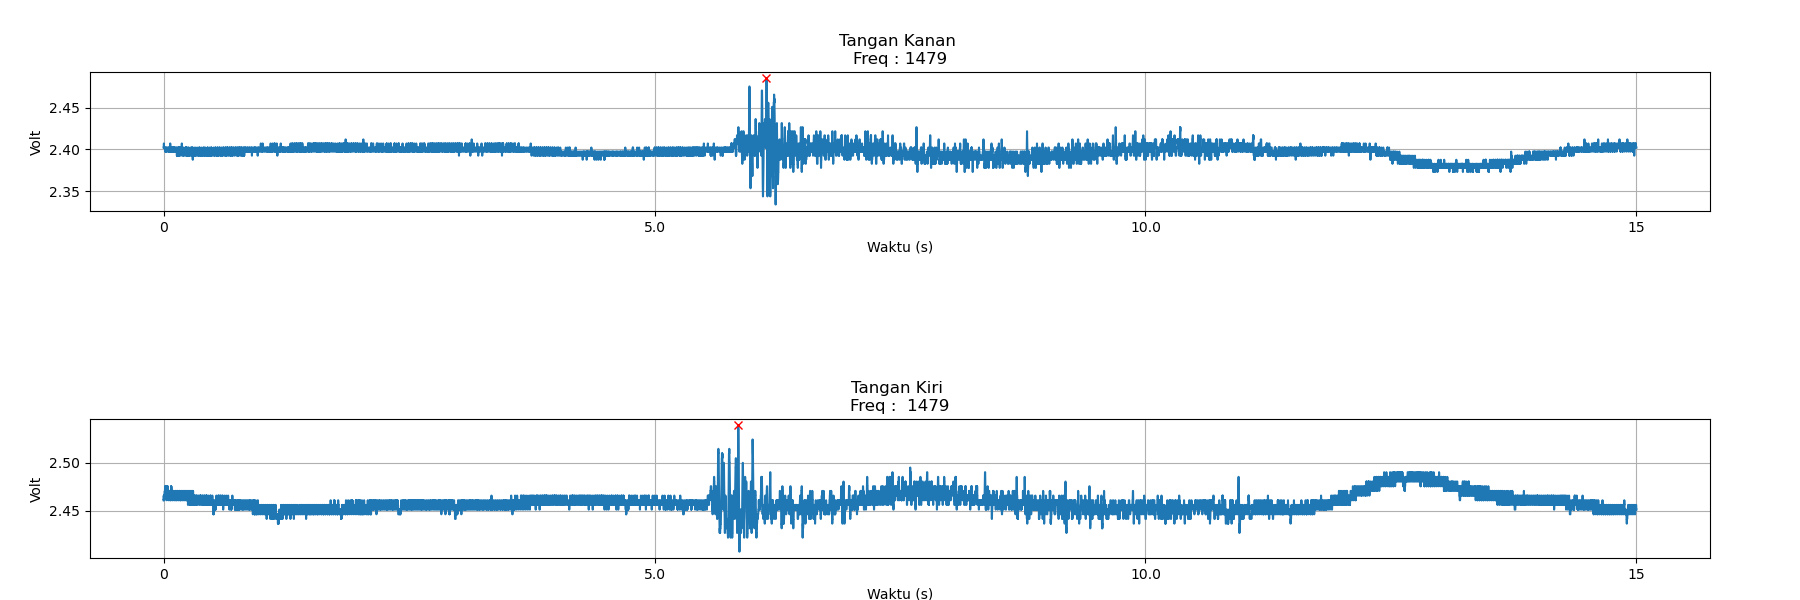 Tangan Kanan
Freq : 1479
2.45
2.40
2.35
Volt
0 5.0 10.0 15
Waktu (s)
Tangan Kiri
Freq :  1479
2.50
2.45
Volt
0 5.0 10.0 15
Waktu (s)